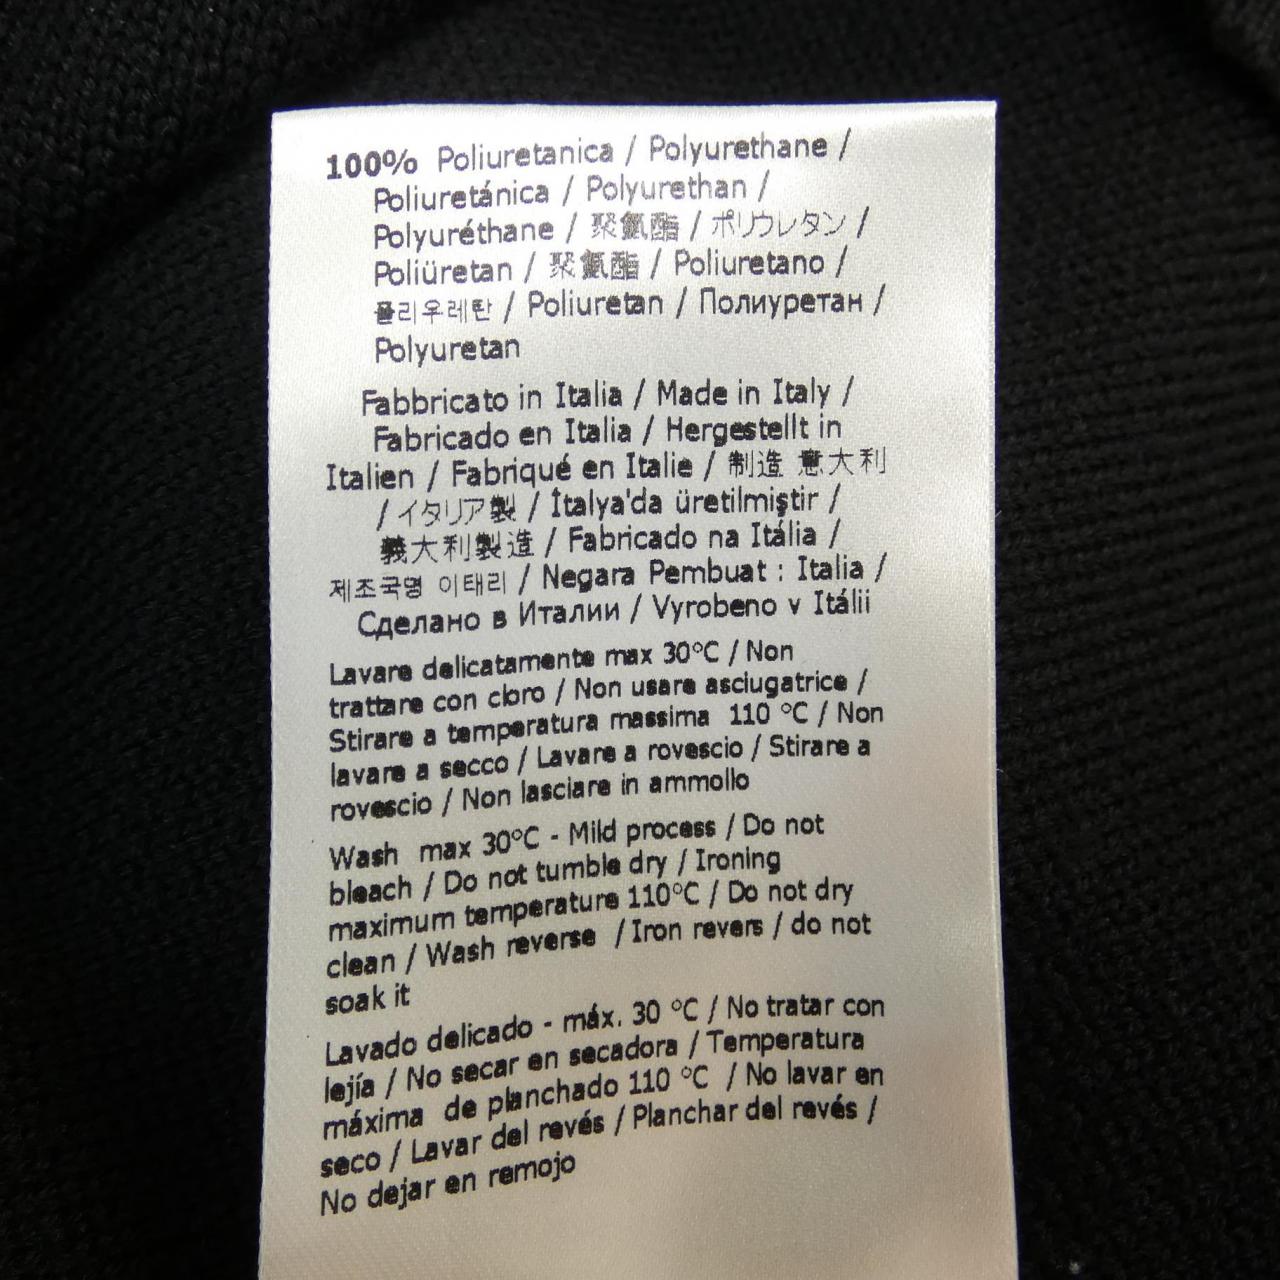 100% Poliuretanica / Polyurethane /
Poliuretánica / Polyurethan /
Polyuréthane / 聚氨酯 / ポリウレタン /
Poliüretan / 聚氨酯 / Poliuretano /
폴리우레탄 / Poliuretan / Полиуретан /
Polyuretan
Fabbricato in Italia / Made in Italy /
Fabricado en Italia / Hergestellt in
Italien / Fabriqué en Italie / 制造 意大利
/ イタリア製 / İtalya'da üretilmiştir /
義大利製造 / Fabricado na Itália /
제조국명 이태리 / Negara Pembuat : Italia /
Сделано в Италии / Vyrobeno v Itálii
Lavare delicatamente max 30°C / Non
trattare con cloro / Non usare asciugatrice /
Stirare a temperatura massima 110 °C / Non
lavare a secco / Lavare a rovescio / Stirare a
rovescio / Non lasciare in ammollo
Wash max 30°C - Mild process / Do not
bleach / Do not tumble dry / Ironing
maximum temperature 110°C / Do not dry
clean / Wash reverse / Iron revers / do not
soak it
Lavado delicado - máx. 30 °C / No tratar con
lejía / No secar en secadora / Temperatura
máxima de planchado 110 °C / No lavar en
seco / Lavar del revés / Planchar del revés /
No dejar en remojo